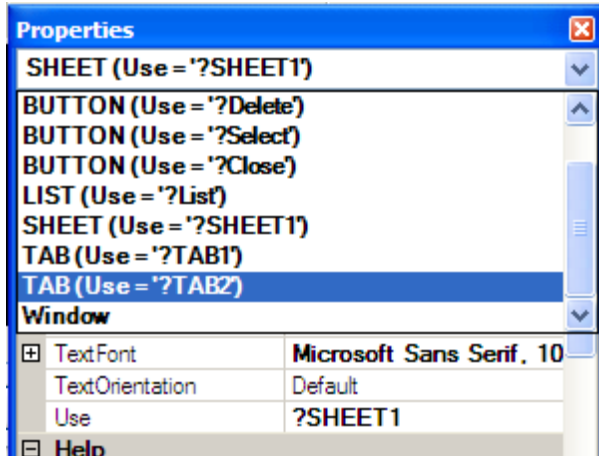 Properties
SHEET (Use = '?SHEET1')
BUTTON (Use = '?Delete')
BUTTON (Use = '?Select')
BUTTON (Use = '?Close')
LIST (Use = '?List')
SHEET (Use = '?SHEET1')
TAB (Use = '?TAB1')
TAB (Use = '?TAB2')
Window
TextFont Microsoft Sans Serif, 10
TextOrientation Default
Use ?SHEET1
Help